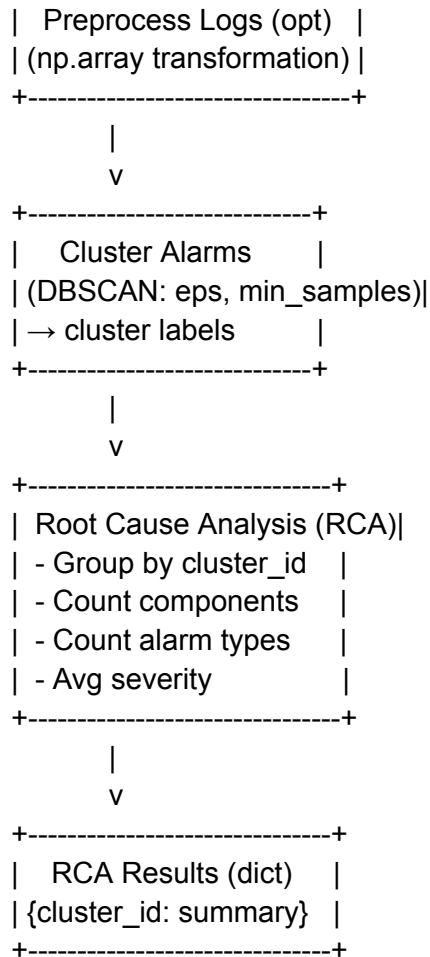 |   Preprocess Logs (opt)   |
| (np.array transformation) |
+---------------------------------+
|
v
+-----------------------------+
|    Cluster Alarms        |
| (DBSCAN: eps, min_samples)|
| → cluster labels          |
+-----------------------------+
|
v
+-------------------------------+
|  Root Cause Analysis (RCA)|
|  - Group by cluster_id    |
|  - Count components     |
|  - Count alarm types      |
|  - Avg severity               |
+--------------------------------+
|
v
+-------------------------------+
|    RCA Results (dict)     |
| {cluster_id: summary}   |
+-------------------------------+